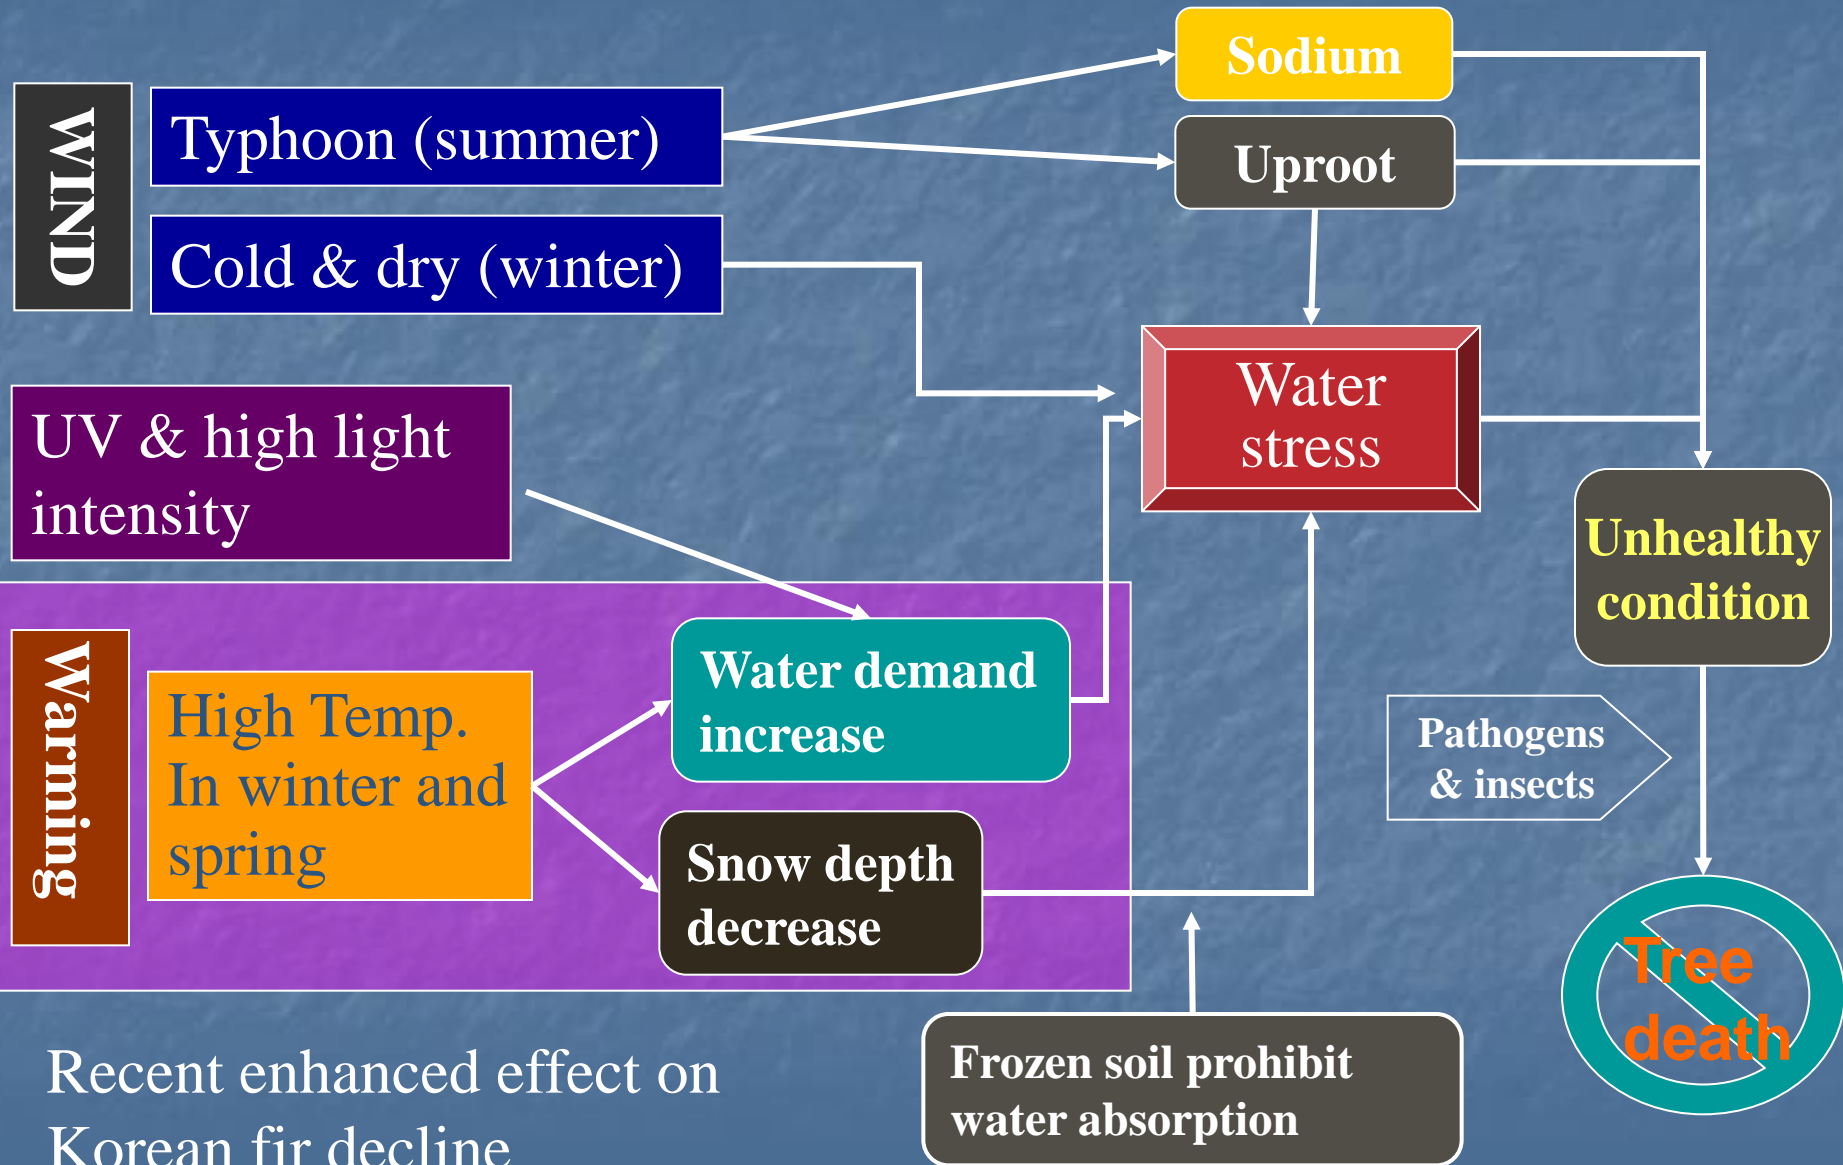 WIND
Typhoon (summer)
Cold & dry (winter)
Sodium
Uproot
UV & high light
intensity
Water
stress
Unhealthy
condition
Warming
High Temp.
In winter and
spring
Water demand
increase
Snow depth
decrease
Pathogens
& insects
Tree
death
Frozen soil prohibit
water absorption
Recent enhanced effect on
Korean fir decline